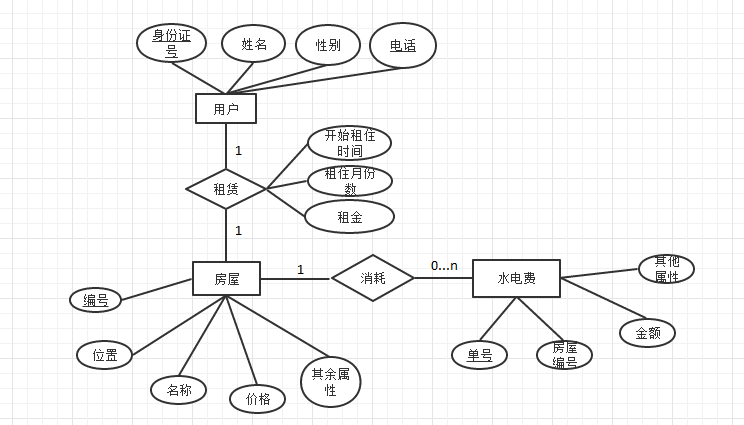 身份证
号
姓名
性别
电话
用户
1
开始租住
时间
租住月份
数
租赁
租金
1
房屋
1
消耗
0...n
水电费
其他
属性
编号
位置
名称
价格
其余属
性
单号
房屋
编号
金额